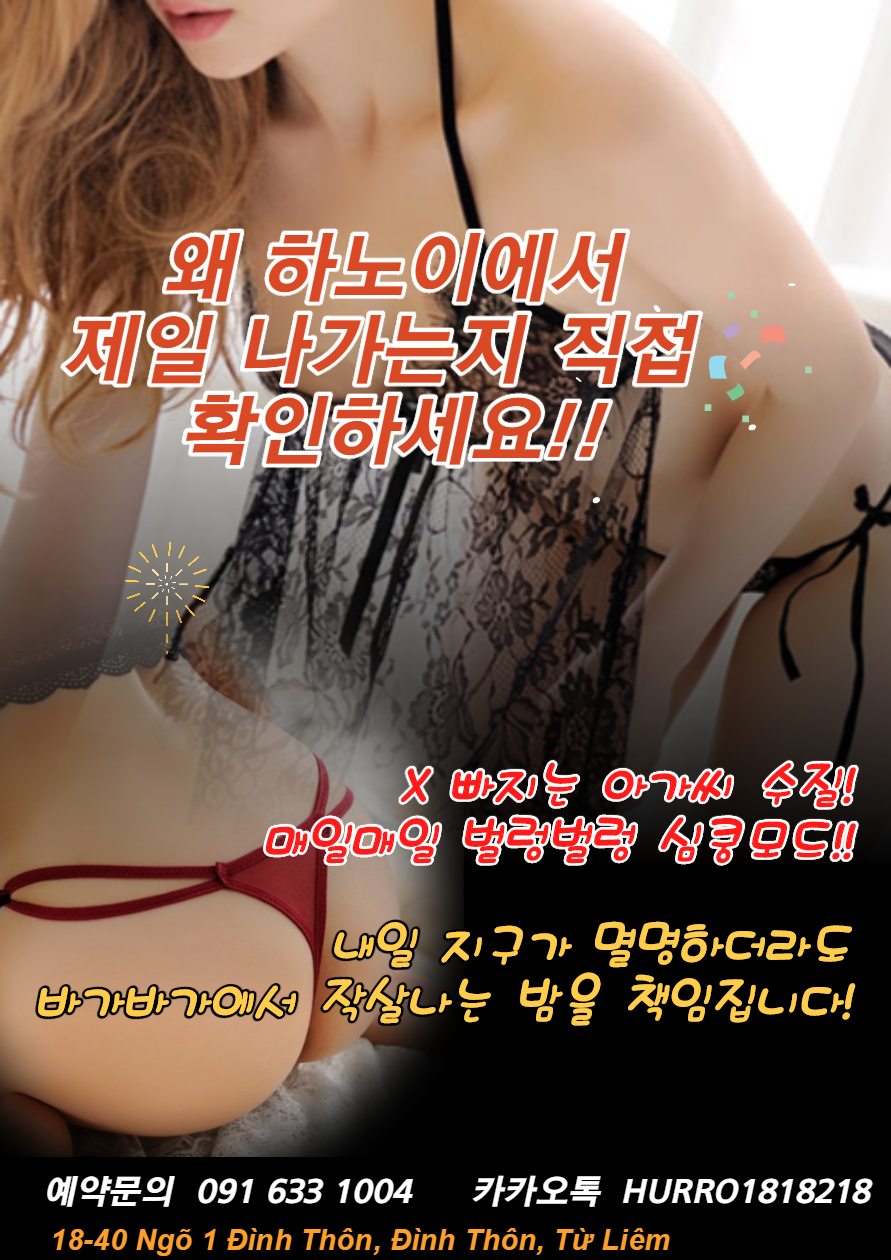 왜 하노이에서
제일 나가는지 직접
확인하세요!!
X 빠지는 아가씨 수질!
매일매일 벌렁벌렁 심쿵모드!!
내일 지구가 멸명하더라도
바가바가에서 작살나는 밤을 책임집니다!
예약문의 091 633 1004 카카오톡 HURRO1818218
18-40 Ngõ 1 Đình Thôn, Đình Thôn, Từ Liêm